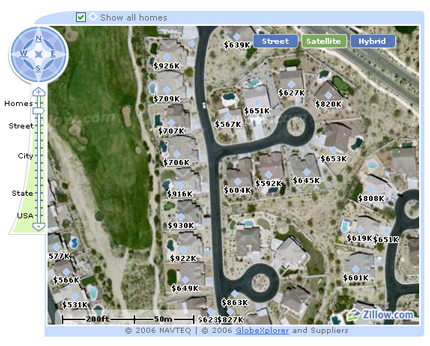 Show all homes
N
W E
S
Street Satellite Hybrid
Homes
Street
City
State
USA
$639K
$926K
$627K
$709K
$651K
$820K
$707K
$567K
$706K
$653K
$604K
$592K
$645K
$916K
$808K
$930K
$619K
$651K
$922K
577K
$566K
$601K
$649K
$531K
$863K
$623
$827K
200ft 50m
Zillow.com
© 2006 NAVTEQ | © 2006 GlobeXplorer and Suppliers